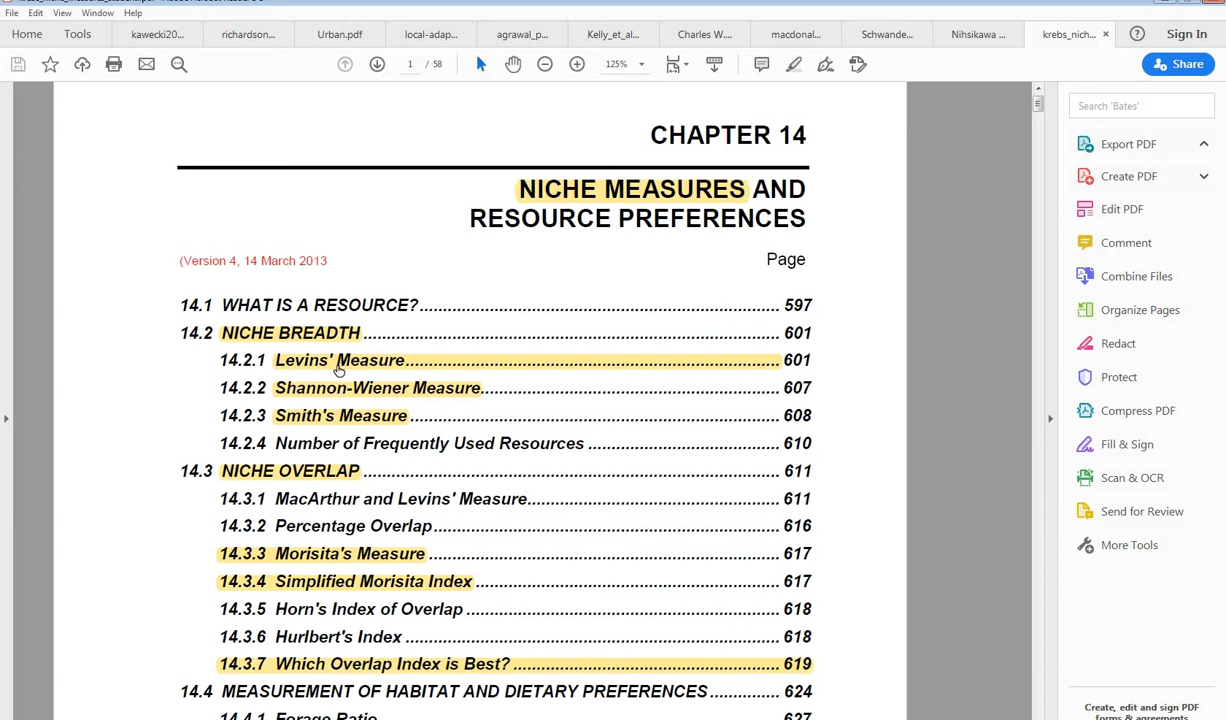 File Edit View Window Help
Home Tools kawecki20... richardson... Urban.pdf local-adap... agrawal_p... Kelly_et_al... Charles W.... macdonal... Schwande... Nihsikawa ... krebs_nich... × Sign In
1 / 58 125% Share
CHAPTER 14
NICHE MEASURES AND
RESOURCE PREFERENCES
(Version 4, 14 March 2013 Page
14.1 WHAT IS A RESOURCE? 597
14.2 NICHE BREADTH 601
14.2.1 Levins' Measure 601
14.2.2 Shannon-Wiener Measure 607
14.2.3 Smith's Measure 608
14.2.4 Number of Frequently Used Resources 610
14.3 NICHE OVERLAP 611
14.3.1 MacArthur and Levins' Measure 611
14.3.2 Percentage Overlap 616
14.3.3 Morisita's Measure 617
14.3.4 Simplified Morisita Index 617
14.3.5 Horn's Index of Overlap 618
14.3.6 Hurlbert's Index 618
14.3.7 Which Overlap Index is Best? 619
14.4 MEASUREMENT OF HABITAT AND DIETARY PREFERENCES 624
14.4.1 Forage Ratio 627
Search 'Bates'
Export PDF
Create PDF
Edit PDF
Comment
Combine Files
Organize Pages
Redact
Protect
Compress PDF
Fill & Sign
Scan & OCR
Send for Review
More Tools
Create, edit and sign PDF
forms & agreements